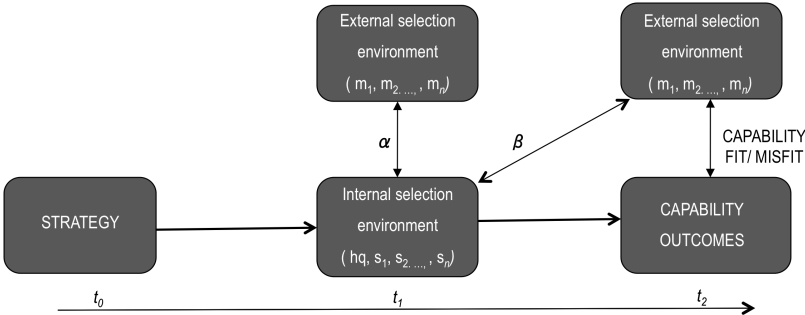 External selection
environment
( m1, m2. ..., , mn)
External selection
environment
( m1, m2. ..., , mn)
α
β
CAPABILITY
FIT/ MISFIT
STRATEGY
Internal selection
environment
( hq, s1, s2. ..., , sn)
CAPABILITY
OUTCOMES
t0
t1
t2